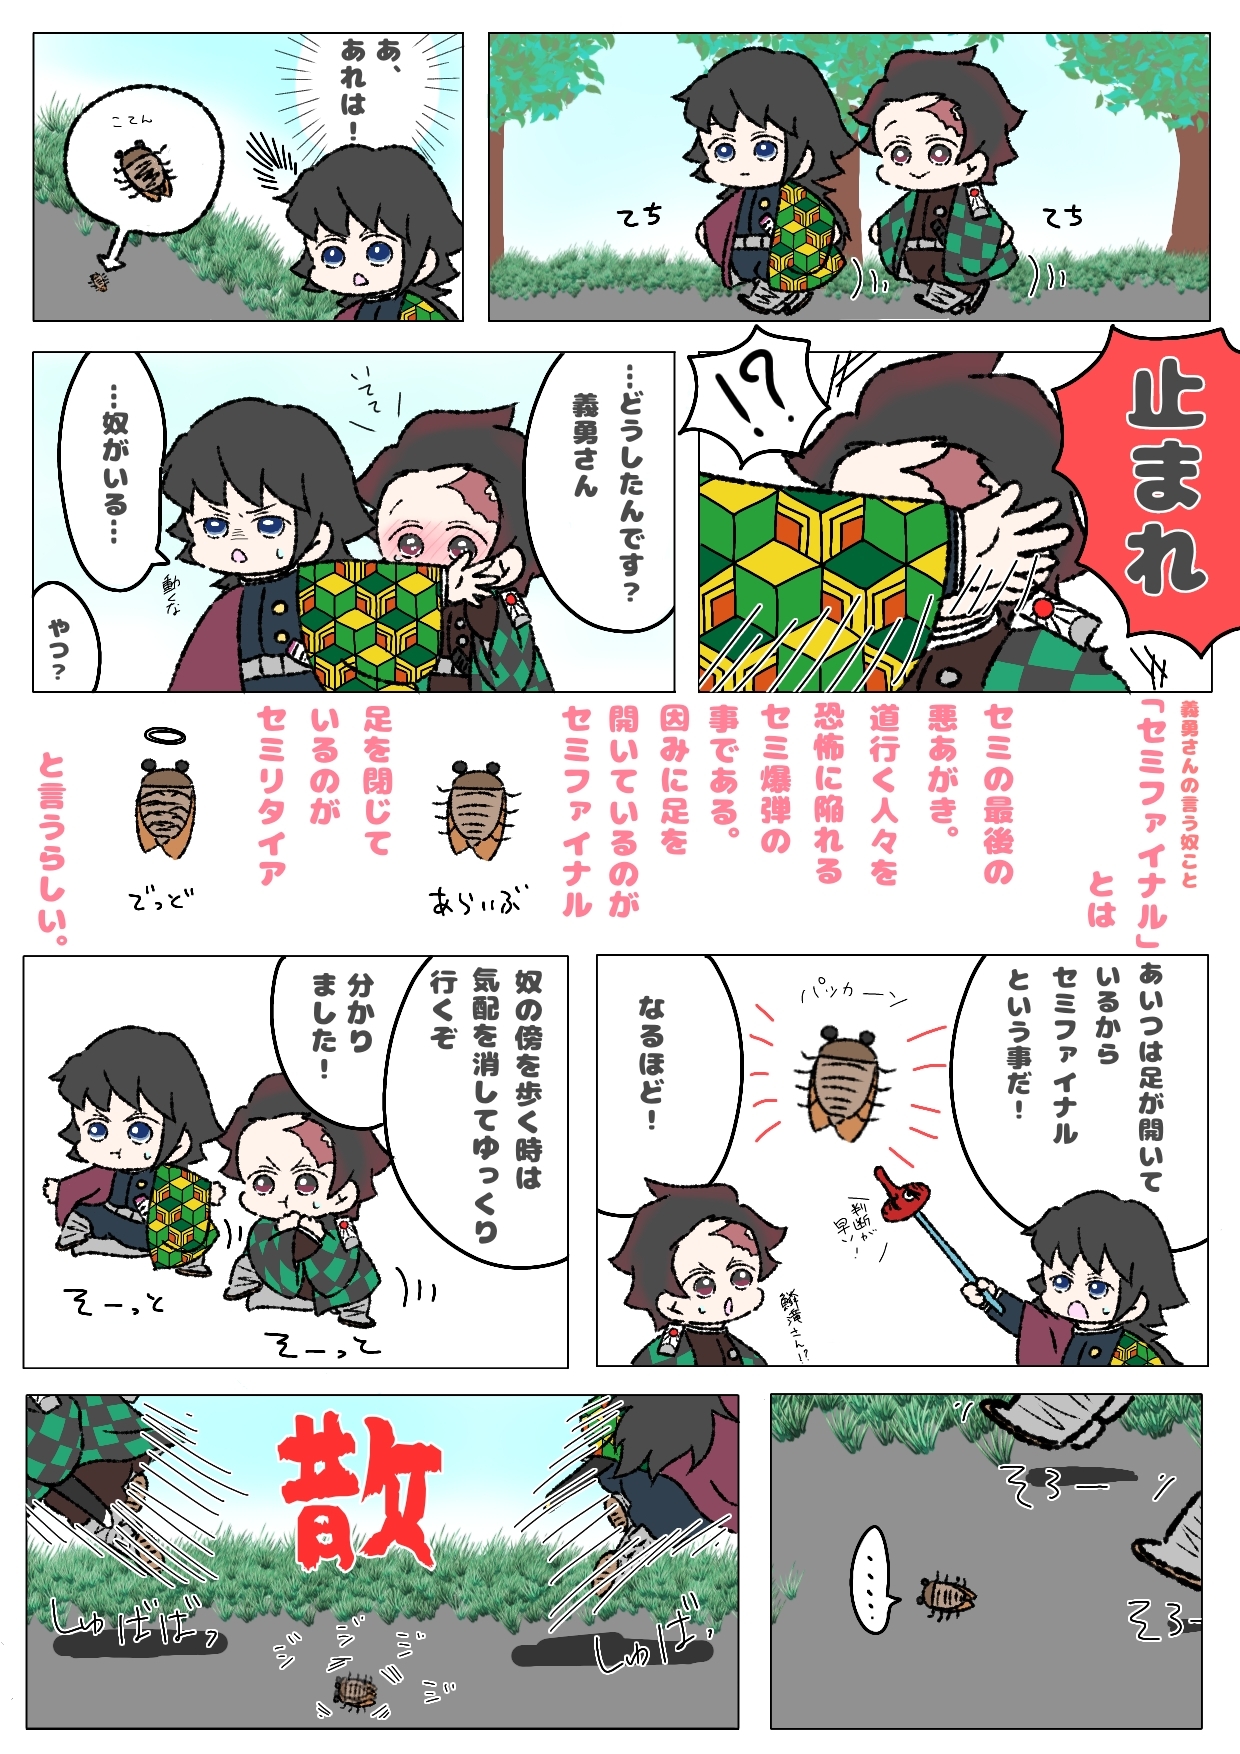 てち
てち
あ、
あれは！
こてん
止まれ
!?
…どうしたんです？
義勇さん
いててて
…奴がいる…
動くな
やつ？
義勇さんの言う奴こと
「セミファイナル」
とは
セミの最後の
悪あがき。
道行く人々を
恐怖に陥れる
セミ爆弾の
事である。
因みに足を
開いているのが
セミファイナル
あらいぶ
足を閉じて
いるのが
セミリタイア
でっど
と言うらしい。
あいつは足が開いて
いるから
セミファイナル
という事だ！
パッカーン
なるほど！
判断が
早ッ！
鱗滝さん!?
奴の傍を歩く時は
気配を消してゆっくり
行くぞ
分かり
ました！
そーっと
そーっと
そろー
そろー
……
散
しゅばっ
しゅばばっ
ジ
ジ
ジ
ジ